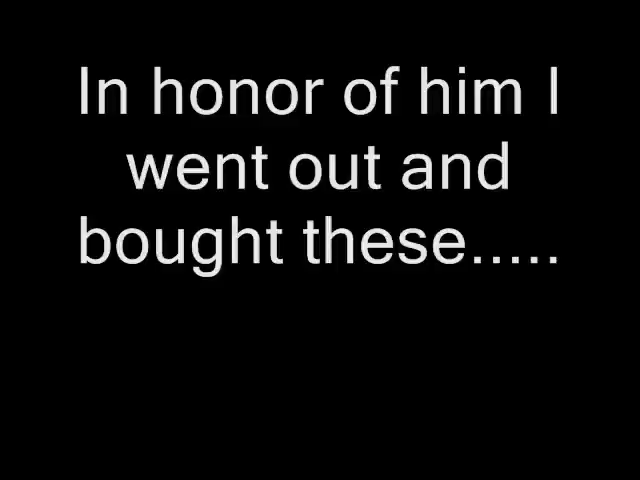 In honor of him I
went out and
bought these.....